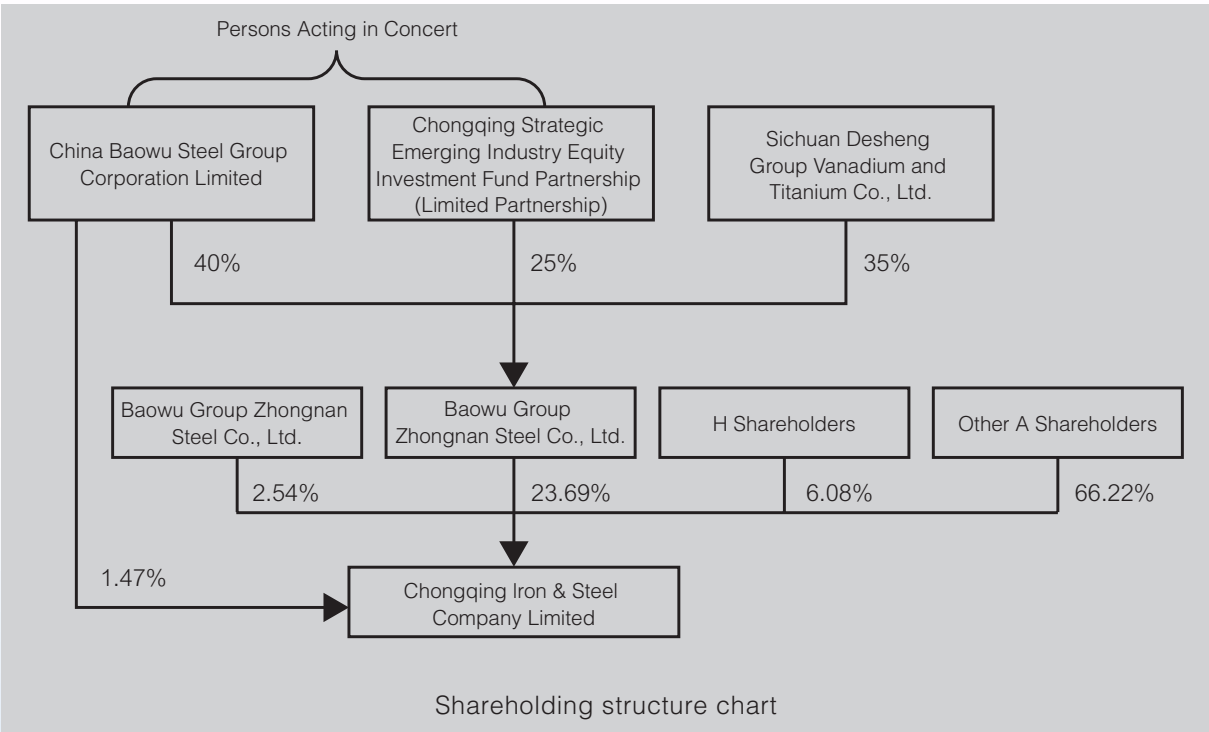 Persons Acting in Concert
China Baowu Steel Group
Corporation Limited
Chongqing Strategic
Emerging Industry Equity
Investment Fund Partnership
(Limited Partnership)
Sichuan Desheng
Group Vanadium and
Titanium Co., Ltd.
40%
25%
35%
Baowu Group Zhongnan
Steel Co., Ltd.
Baowu Group
Zhongnan Steel Co., Ltd.
H Shareholders
Other A Shareholders
2.54%
23.69%
6.08%
66.22%
1.47%
Chongqing Iron & Steel
Company Limited
Shareholding structure chart